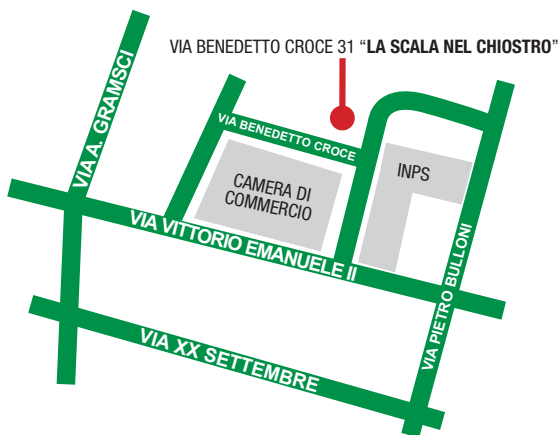 VIA BENEDETTO CROCE 31 “LA SCALA NEL CHIOSTRO”
VIA A. GRAMSCI
VIA BENEDETTO CROCE
CAMERA DI
COMMERCIO
INPS
VIA VITTORIO EMANUELE II
VIA PIETRO BULLONI
VIA XX SETTEMBRE